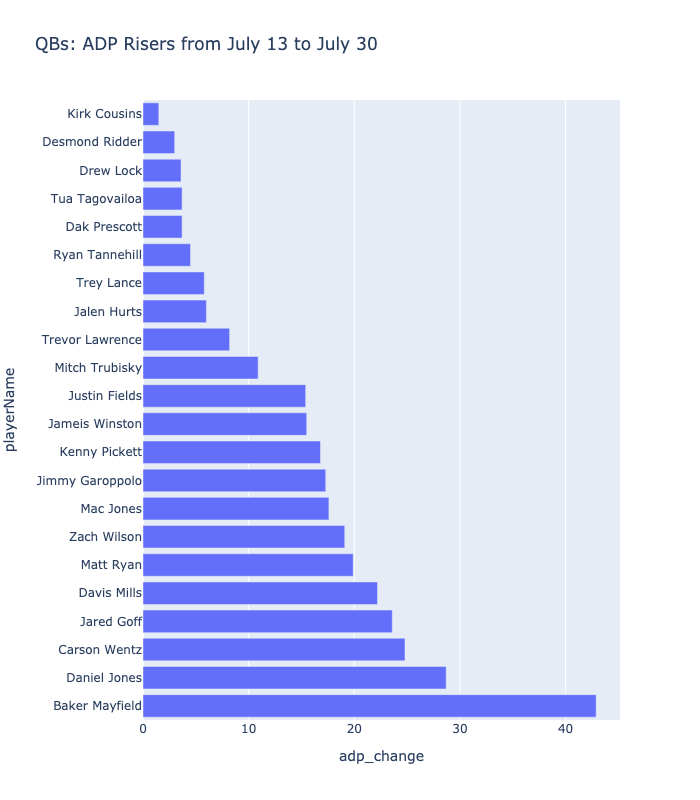 QBs: ADP Risers from July 13 to July 30
playerName
Kirk Cousins
Desmond Ridder
Drew Lock
Tua Tagovailoa
Dak Prescott
Ryan Tannehill
Trey Lance
Jalen Hurts
Trevor Lawrence
Mitch Trubisky
Justin Fields
Jameis Winston
Kenny Pickett
Jimmy Garoppolo
Mac Jones
Zach Wilson
Matt Ryan
Davis Mills
Jared Goff
Carson Wentz
Daniel Jones
Baker Mayfield
0 10 20 30 40
adp_change